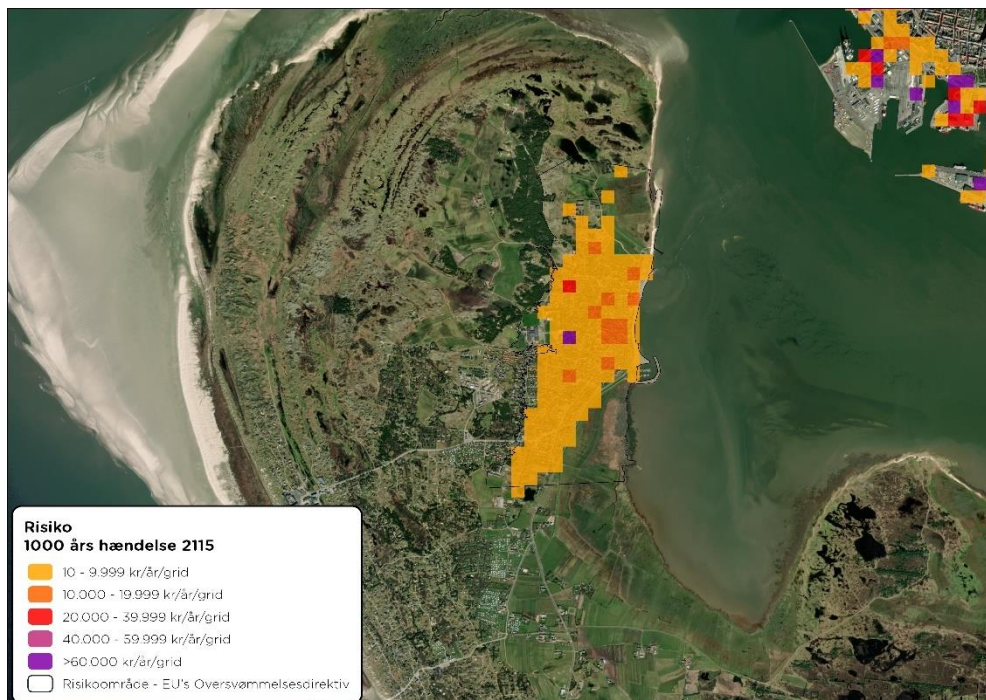 Risiko
1000 års hændelse 2115
10 - 9.999 kr/år/grid
10.000 - 19.999 kr/år/grid
20.000 - 39.999 kr/år/grid
40.000 - 59.999 kr/år/grid
>60.000 kr/år/grid
Risikoområde - EU's Oversvømmelsesdirektiv